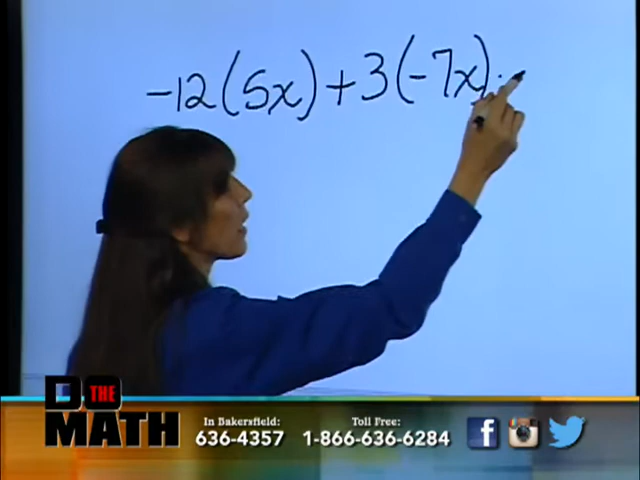 -12(5x)+3(-7x)
DO THE MATH
In Bakersfield: 636-4357
Toll Free: 1-866-636-6284